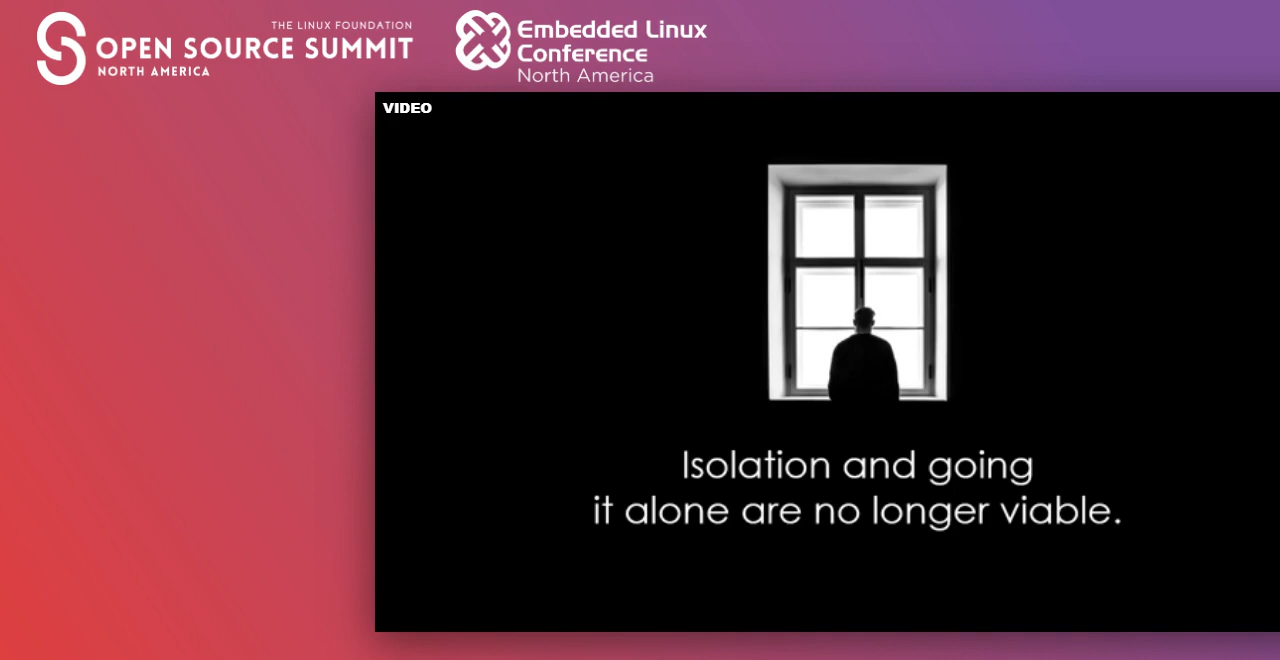 THE LINUX FOUNDATION
OPEN SOURCE SUMMIT
NORTH AMERICA
Embedded Linux
Conference
North America
VIDEO
Isolation and going
it alone are no longer viable.